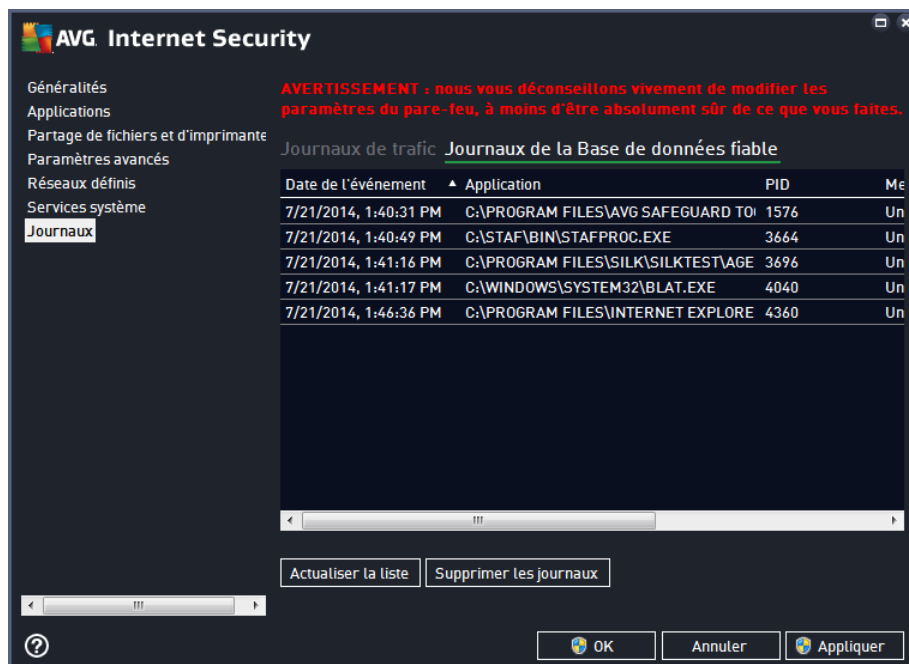 AVG Internet Security
Généralités
Applications
Partage de fichiers et d'imprimante
Paramètres avancés
Réseaux définis
Services système
Journaux
AVERTISSEMENT : nous vous déconseillons vivement de modifier les
paramètres du pare-feu, à moins d'être absolument sûr de ce que vous faites.
Journaux de trafic Journaux de la Base de données fiable
Date de l'événement Application PID Me
7/21/2014, 1:40:31 PM C:\PROGRAM FILES\AVG SAFEGUARD TO 1576 Un
7/21/2014, 1:40:49 PM C:\STAF\BIN\STAFPROC.EXE 3664 Un
7/21/2014, 1:41:16 PM C:\PROGRAM FILES\SILK\SILKTEST\AGE 3696 Un
7/21/2014, 1:41:17 PM C:\WINDOWS\SYSTEM32\BLAT.EXE 4040 Un
7/21/2014, 1:46:36 PM C:\PROGRAM FILES\INTERNET EXPLORE 4360 Un
Actualiser la liste Supprimer les journaux
OK Annuler Appliquer